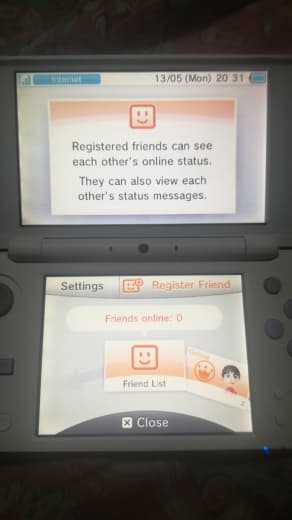 Internet 13/05 (Mon) 20 31
Registered friends can see
each other's online status.
They can also view each
other's status messages.
Settings Register Friend
Friends online: 0
Friend List
X Close